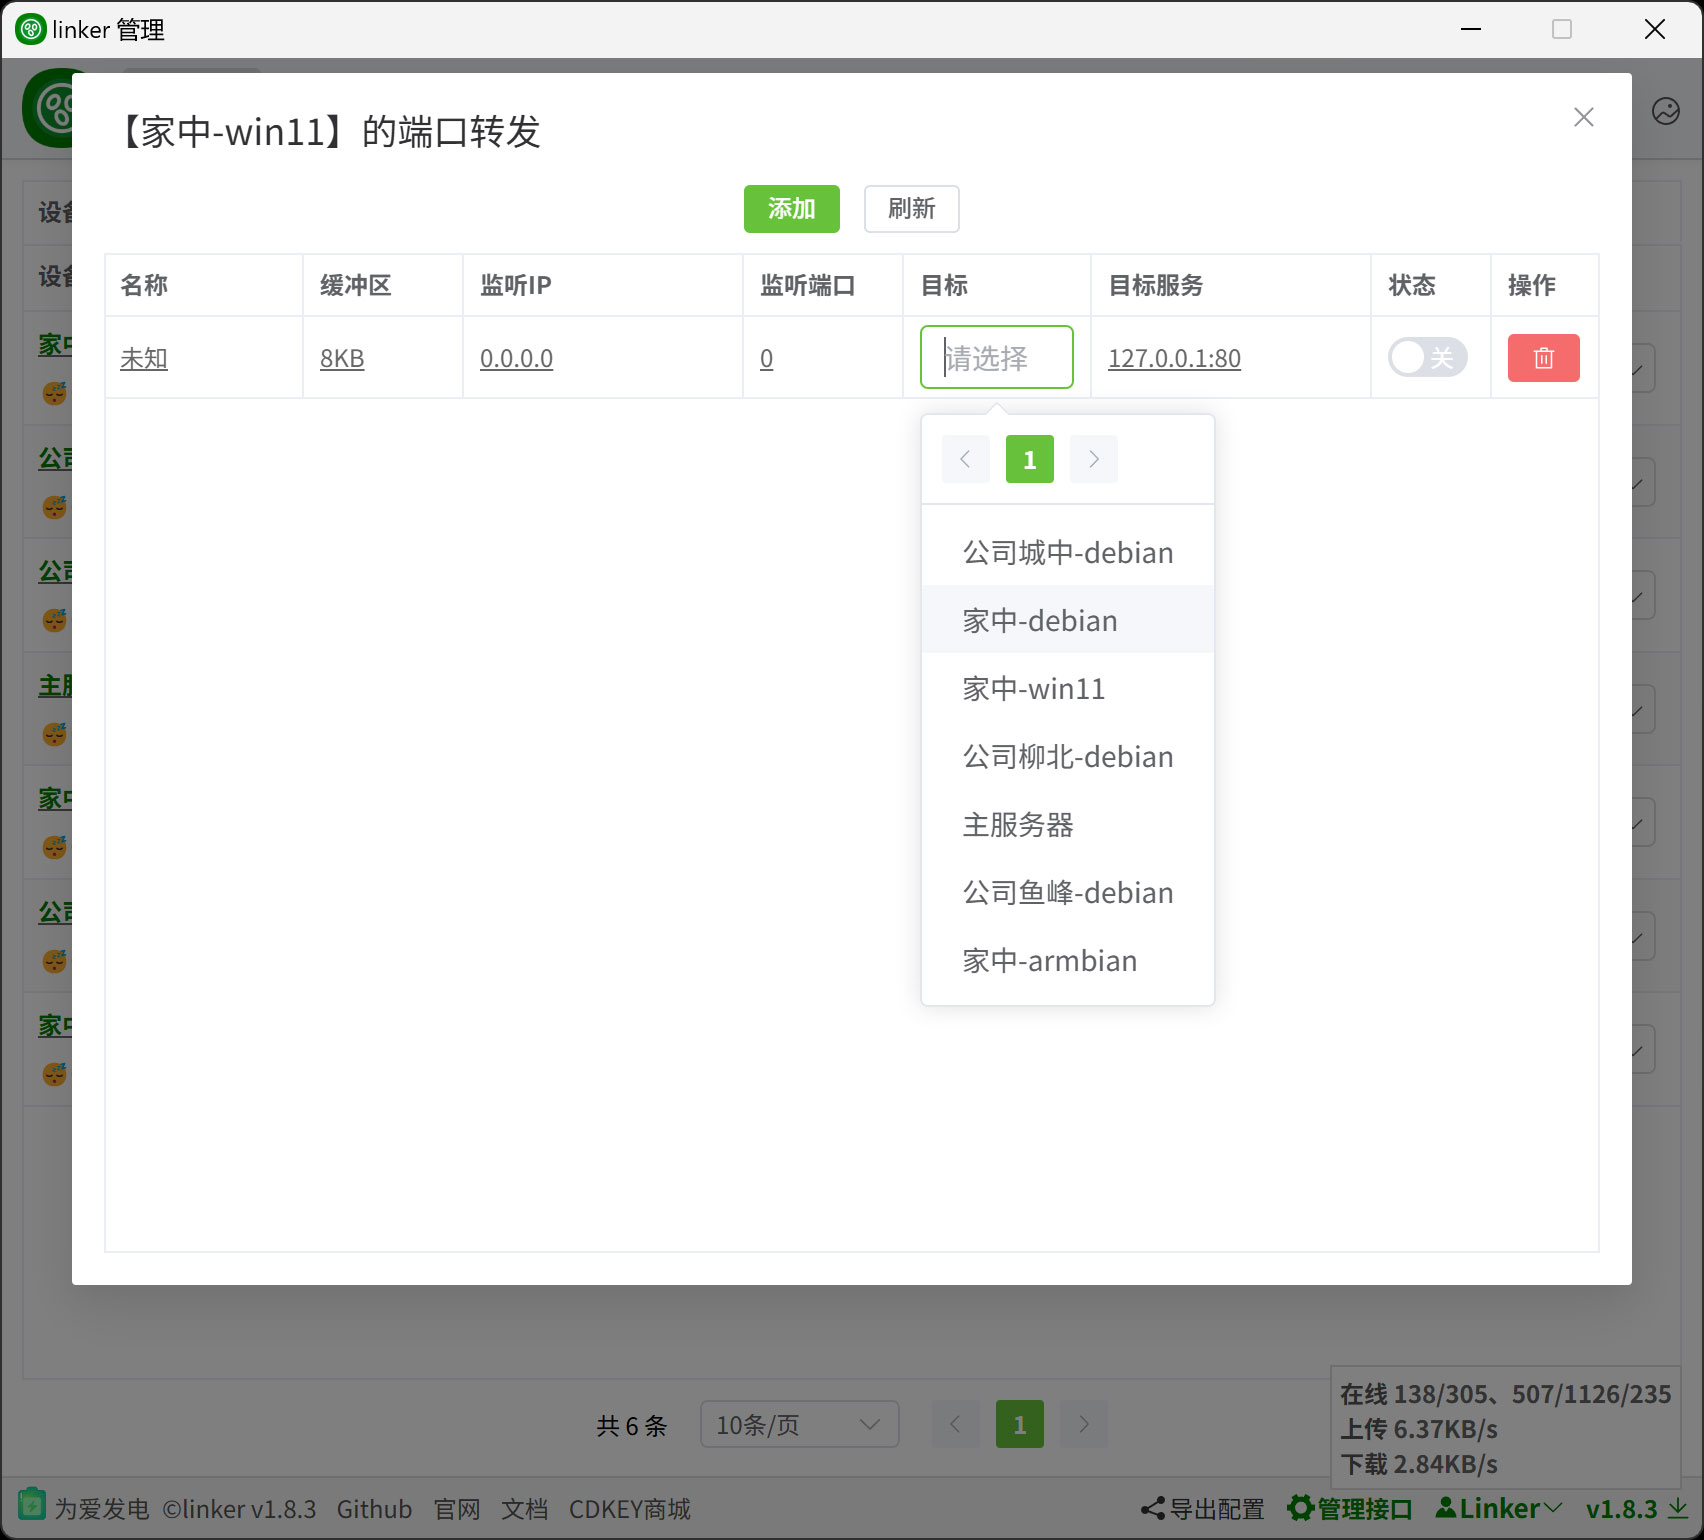 linker 管理
【家中-win11】的端口转发
添加 刷新
名称 缓冲区 监听IP 监听端口 目标 目标服务 状态 操作
未知 8KB 0.0.0.0 0 请选择 127.0.0.1:80 关
1
公司城中-debian
家中-debian
家中-win11
公司柳北-debian
主服务器
公司鱼峰-debian
家中-armbian
设备
设备
家中
公司
公司
主服
家中
公司
家中
共 6 条 10条/页 1
在线 138/305、507/1126/235
上传 6.37KB/s
下载 2.84KB/s
为爱发电 ©linker v1.8.3 Github 官网 文档 CDKEY商城 导出配置 管理接口 Linker v1.8.3